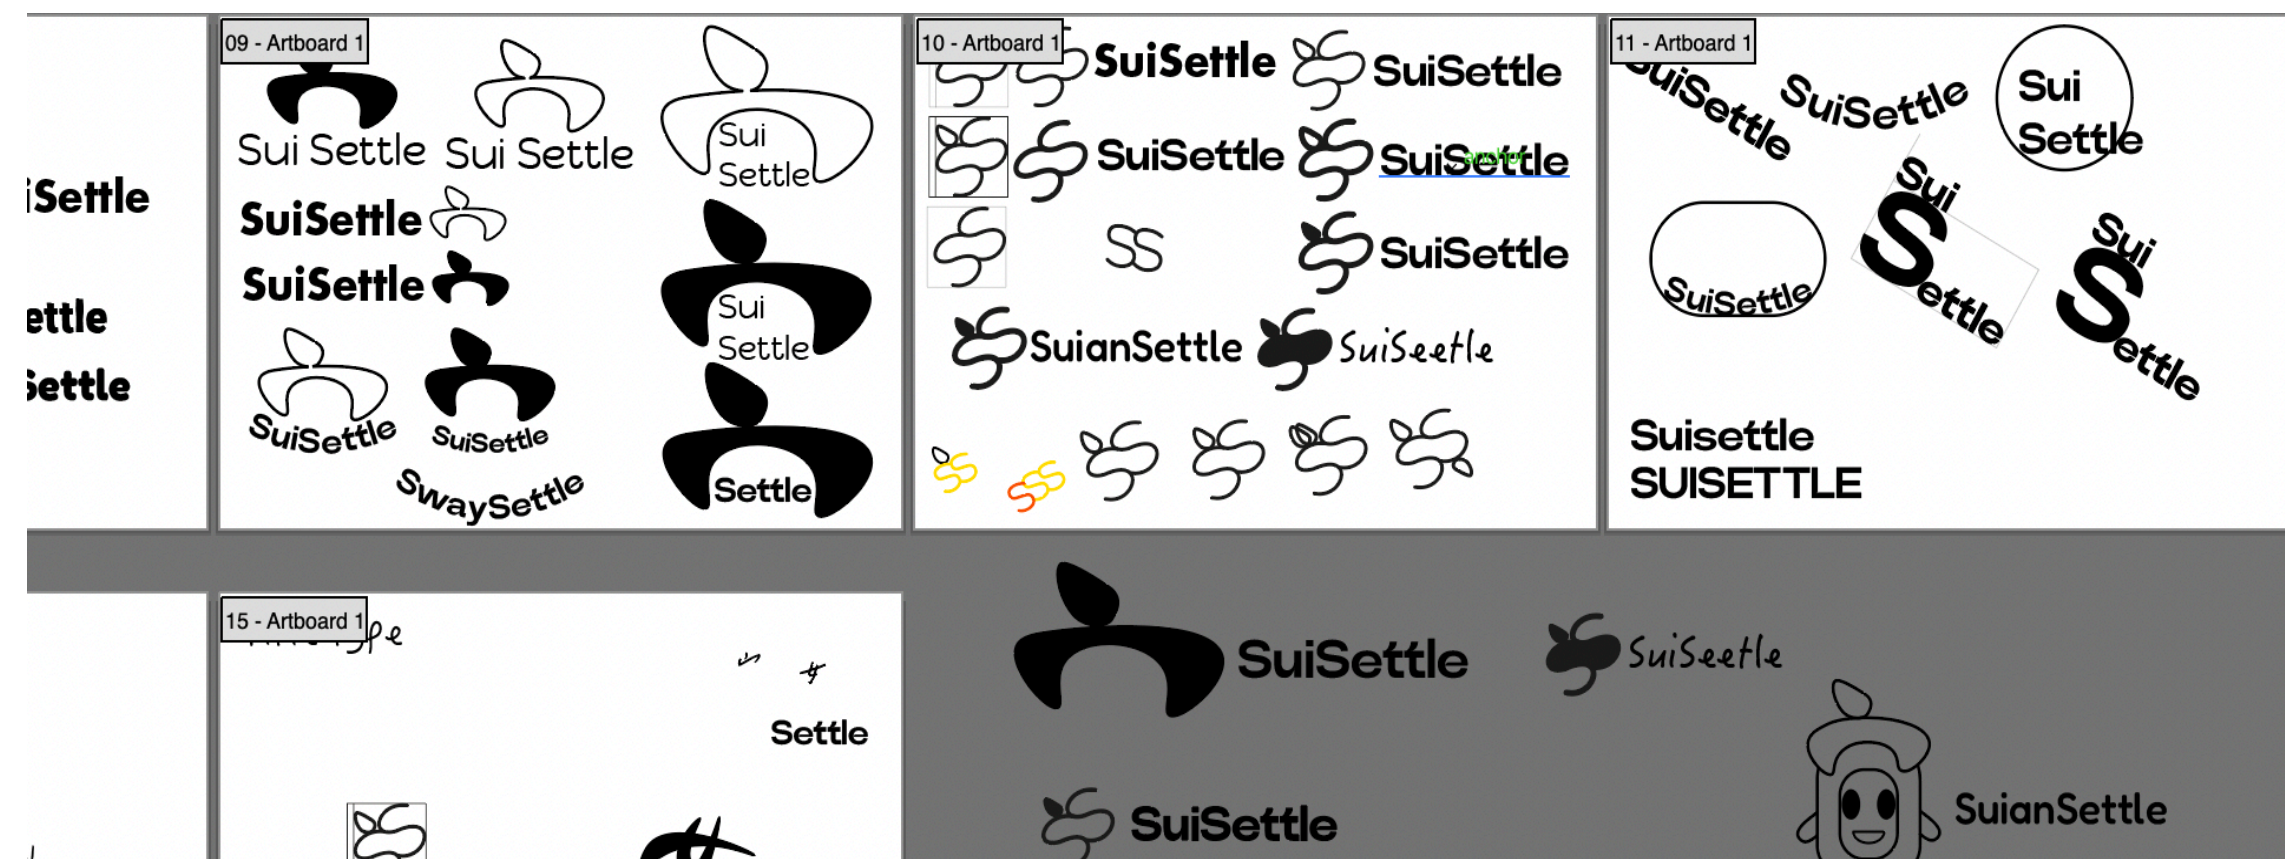 09 - Artboard 1
Sui Settle
Sui Settle
Sui
Settle
SuiSettle
SuiSettle
Sui
Settle
SuiSettle
SuiSettle
SwaySettle
Settle
iSettle
ettle
Settle
10 - Artboard 1
SuiSettle
SuiSettle
SuiSettle
SuiSettle
anchor
SS
SuiSettle
SuianSettle
SuiSeetle
11 - Artboard 1
SuiSettle
SuiSettle
Sui
Settle
SuiSettle
Sui
Settle
Sui
Settle
Suisettle
SUISETTLE
15 - Artboard 1
Settle
SuiSettle
SuiSeetle
SuiSettle
SuianSettle